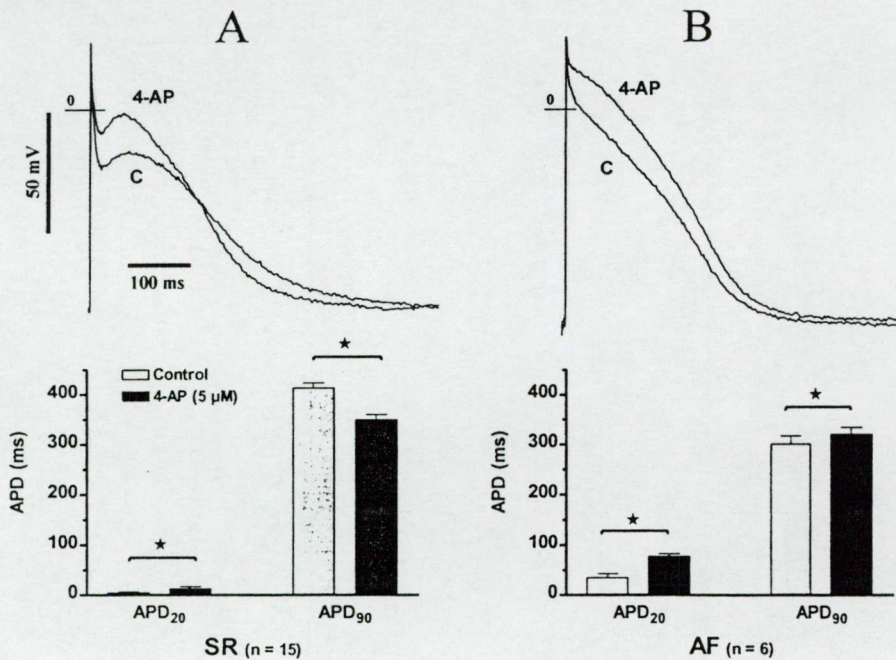 A
B
0
4-AP
C
50 mV
100 ms
0
4-AP
C
Control
4-AP (5 µM)
★
★
400
300
200
100
0
APD (ms)
APD20
APD90
SR (n = 15)
★
★
400
300
200
100
0
APD (ms)
APD20
APD90
AF (n = 6)